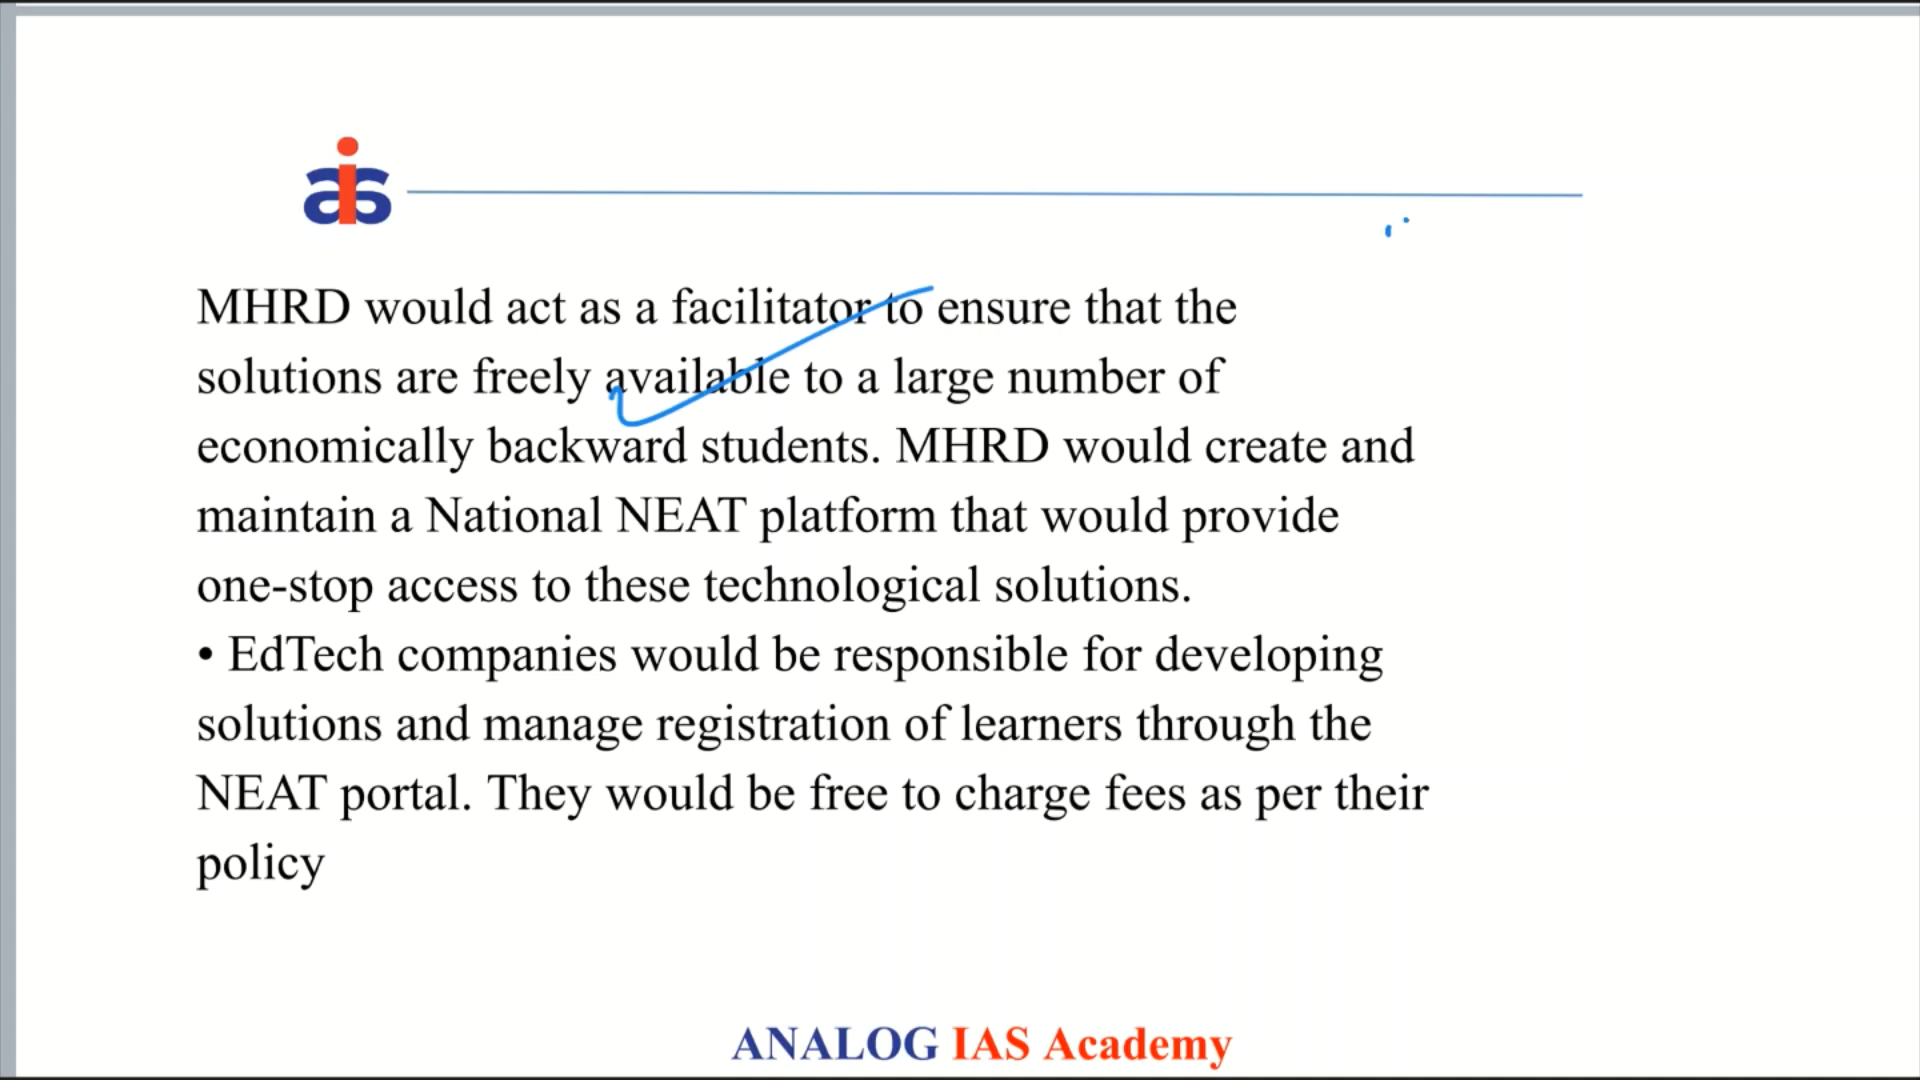 ais
MHRD would act as a facilitator to ensure that the
solutions are freely available to a large number of
economically backward students. MHRD would create and
maintain a National NEAT platform that would provide
one-stop access to these technological solutions.
• EdTech companies would be responsible for developing
solutions and manage registration of learners through the
NEAT portal. They would be free to charge fees as per their
policy
ANALOG IAS Academy